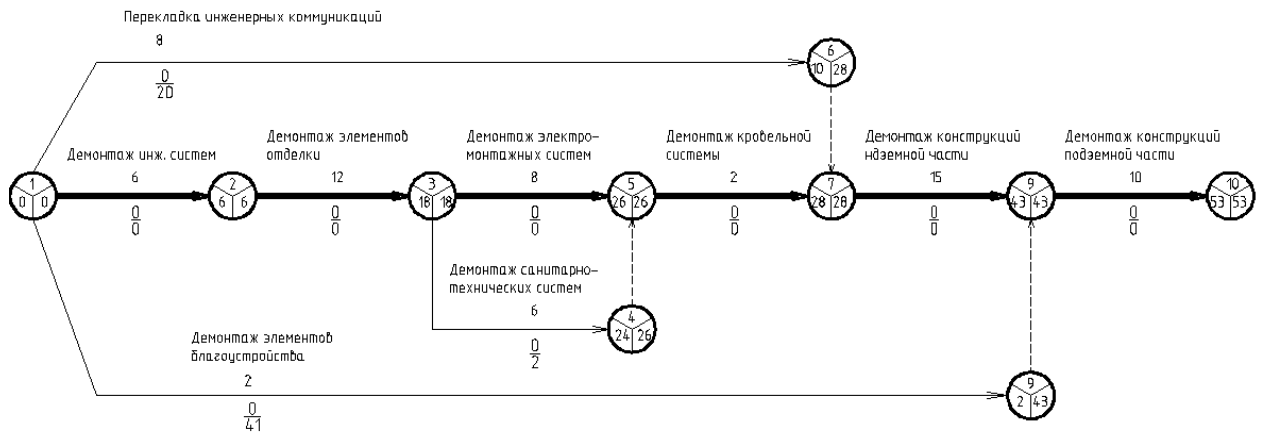 Перекладка инженерных коммуникаций
8
0
20
6
10 28
Демонтаж инж. систем
6
0
0
Демонтаж элементов
отделки
12
0
0
Демонтаж электро-
монтажных систем
8
0
0
Демонтаж кровельной
системы
2
0
0
Демонтаж конструкций
ндземной части
15
0
0
Демонтаж конструкций
подземной части
10
0
0
1
0 0
2
6 6
3
18 18
5
26 26
7
28 28
9
43 43
10
53 53
Демонтаж санитарно-
технических систем
6
0
2
4
24 26
Демонтаж элементов
благоустройства
2
0
41
9
2 43